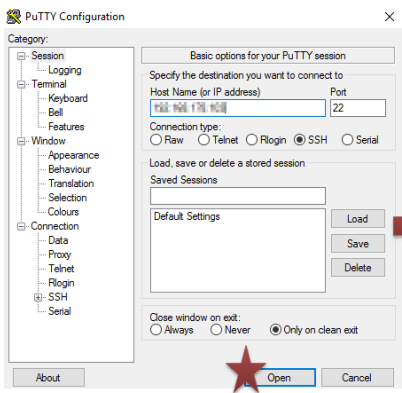 PuTTY Configuration
Category:
Session
Logging
Terminal
Keyboard
Bell
Features
Window
Appearance
Behaviour
Translation
Selection
Colours
Connection
Data
Proxy
Telnet
Rlogin
SSH
Serial
Basic options for your PuTTY session
Specify the destination you want to connect to
Host Name (or IP address) Port
22
Connection type:
Raw Telnet Rlogin SSH Serial
Load, save or delete a stored session
Saved Sessions
Default Settings
Load
Save
Delete
Close window on exit:
Always Never Only on clean exit
About Open Cancel